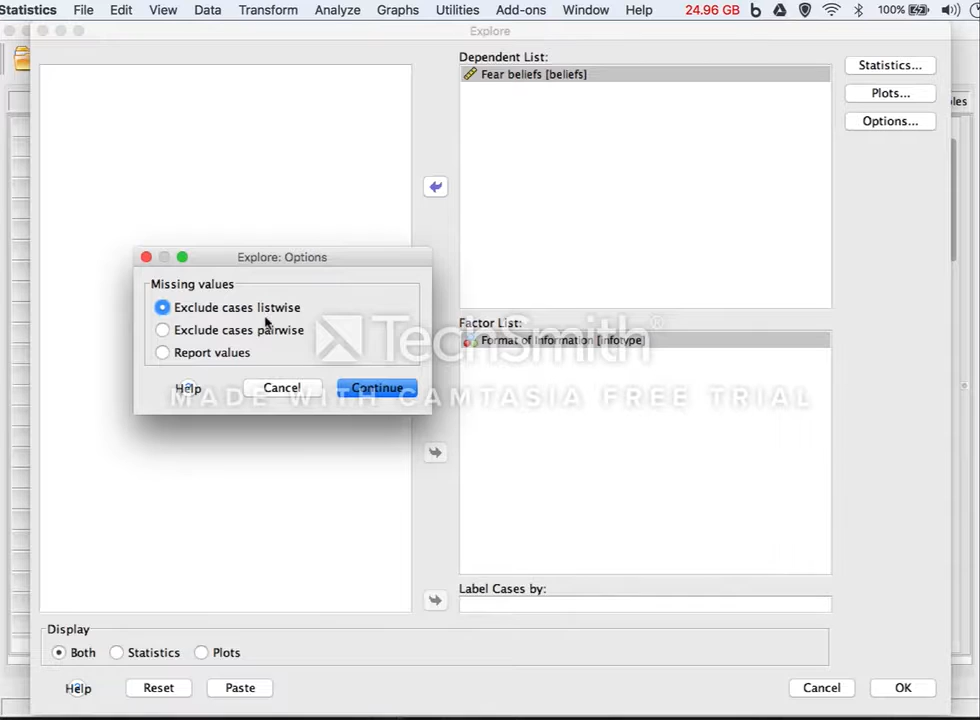 Statistics File Edit View Data Transform Analyze Graphs Utilities Add-ons Window Help 24.96 GB 100%
Explore
Dependent List:
Fear beliefs [beliefs]
Statistics...
Plots...
Options...
Explore: Options
Missing values
Exclude cases listwise
Exclude cases pairwise
Report values
Help Cancel Continue
Factor List:
Format of Information [infotype]
TechSmith®
MADE WITH CAMTASIA FREE TRIAL
Label Cases by:
Display
Both Statistics Plots
Help Reset Paste Cancel OK